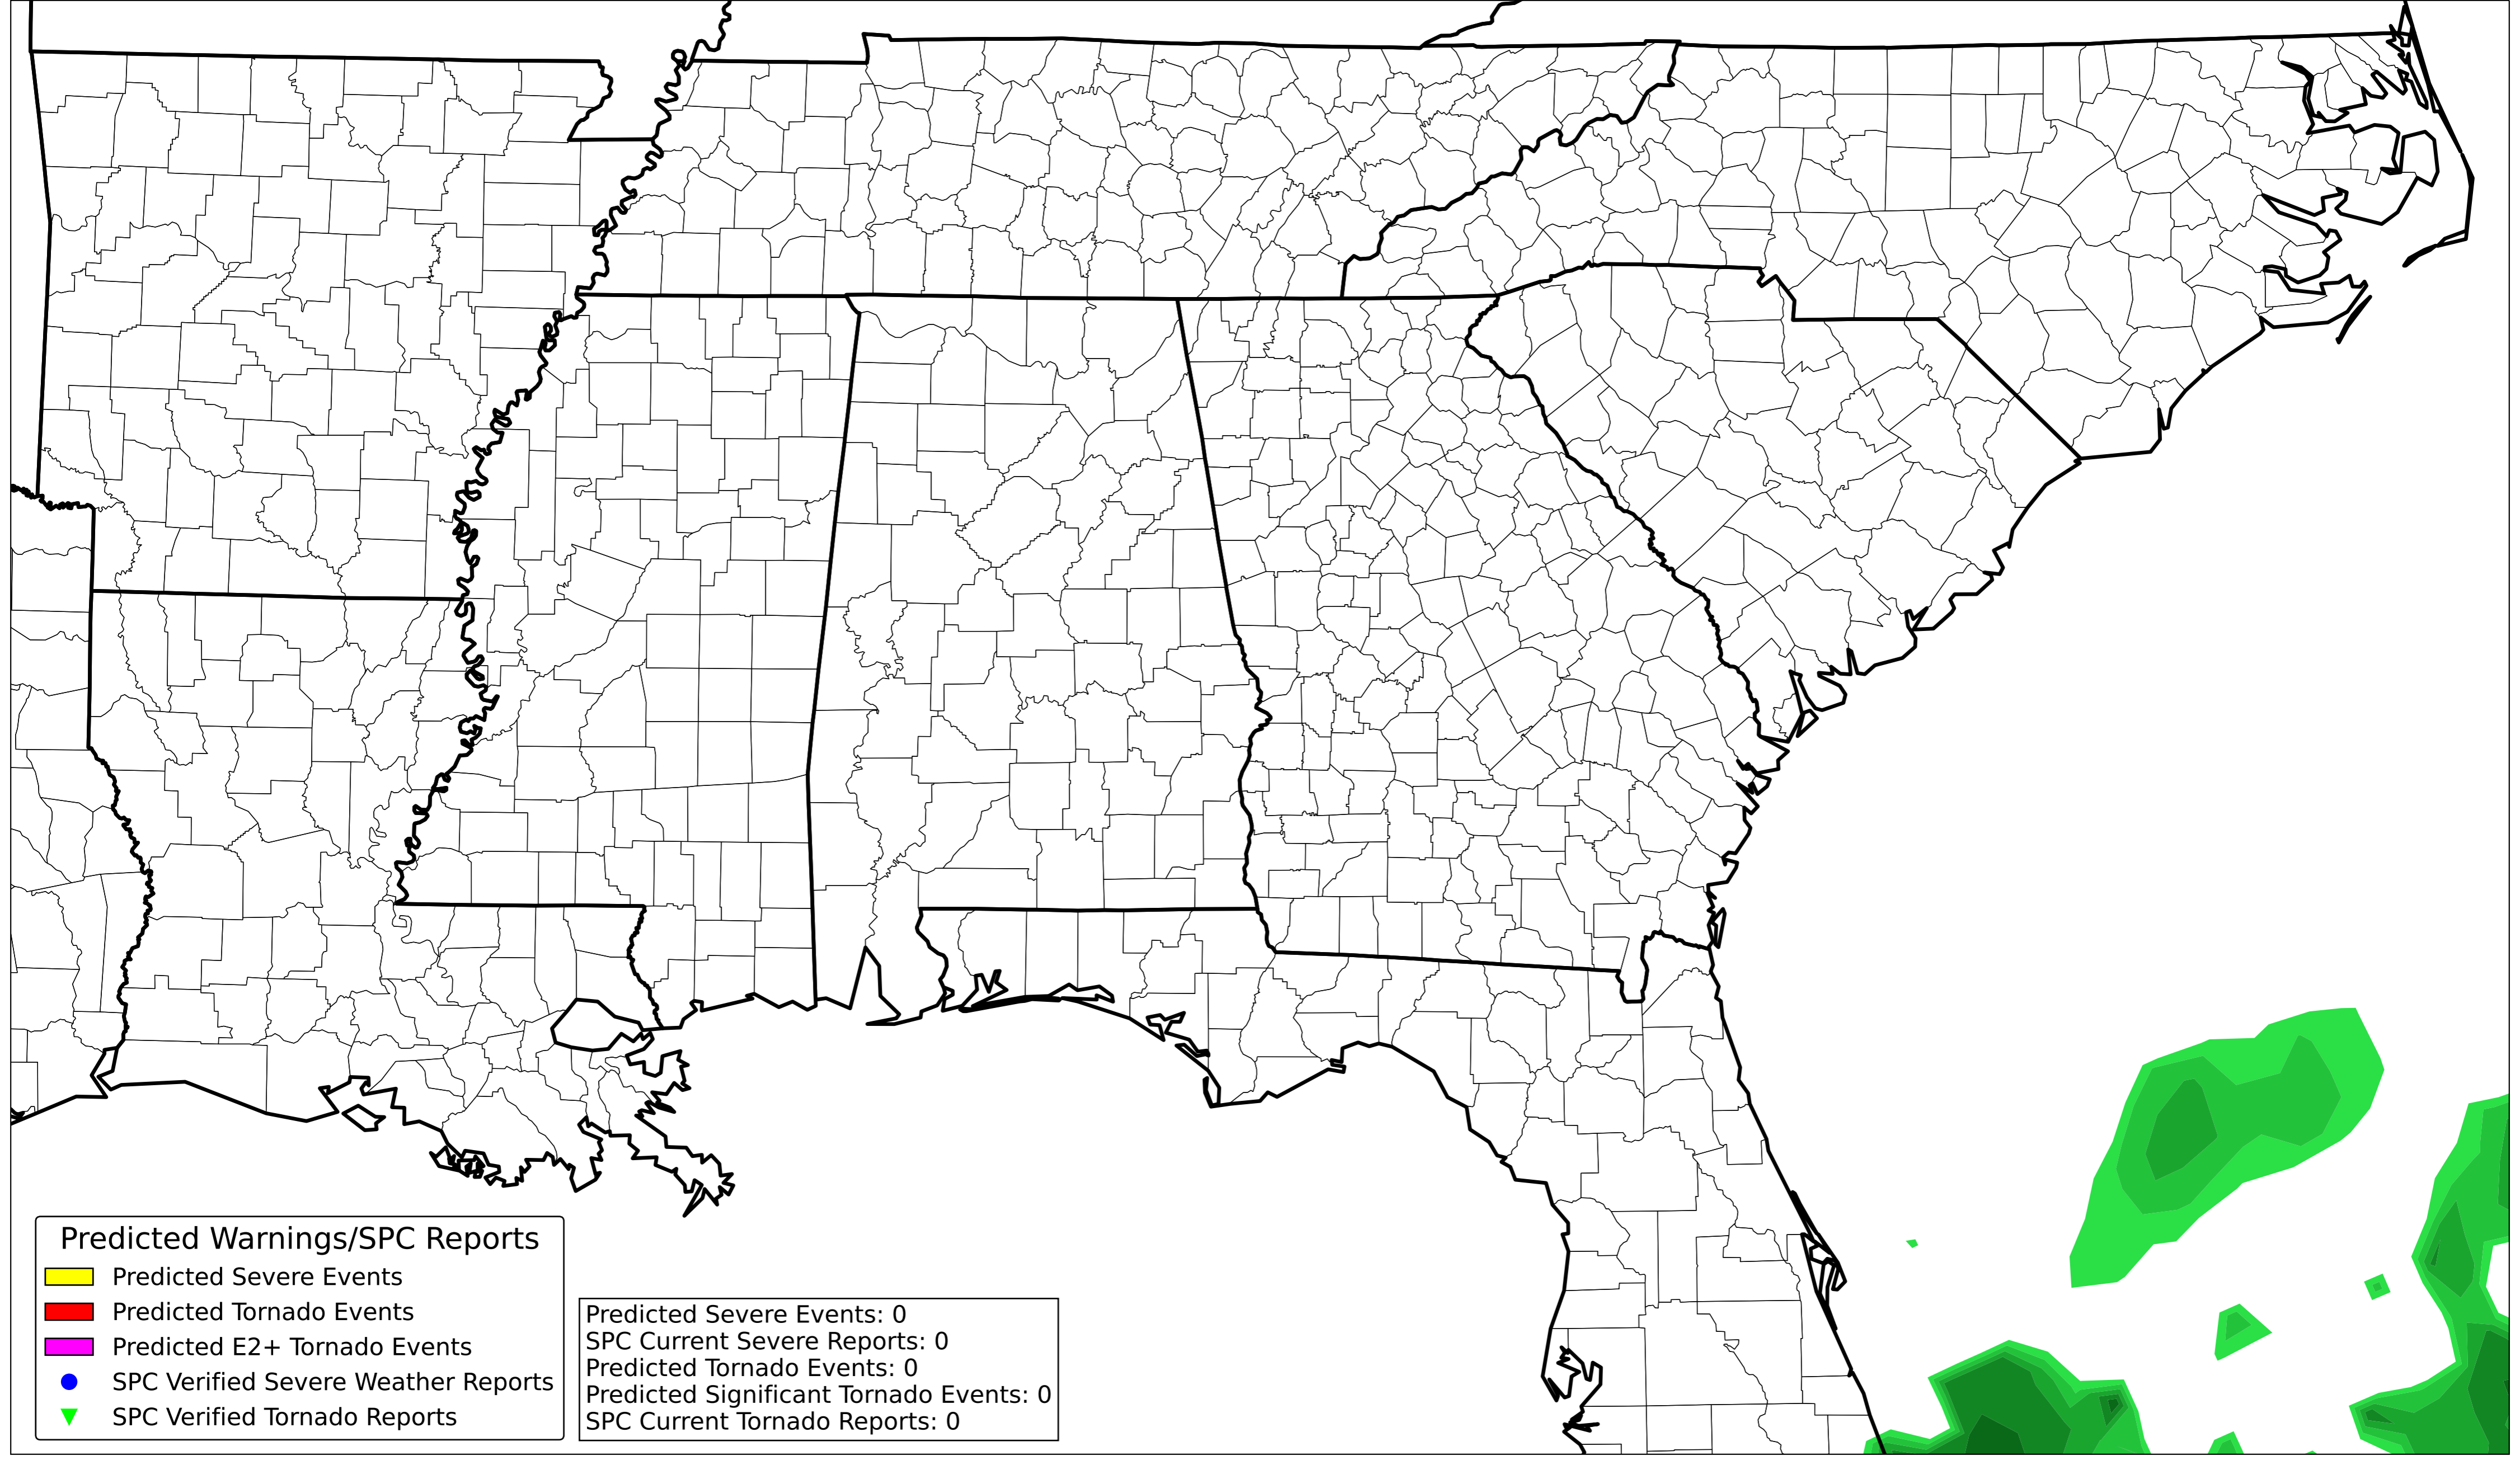 Predicted Warnings/SPC Reports
Predicted Severe Events
Predicted Tornado Events
Predicted E2+ Tornado Events
SPC Verified Severe Weather Reports
SPC Verified Tornado Reports
Predicted Severe Events: 0
SPC Current Severe Reports: 0
Predicted Tornado Events: 0
Predicted Significant Tornado Events: 0
SPC Current Tornado Reports: 0